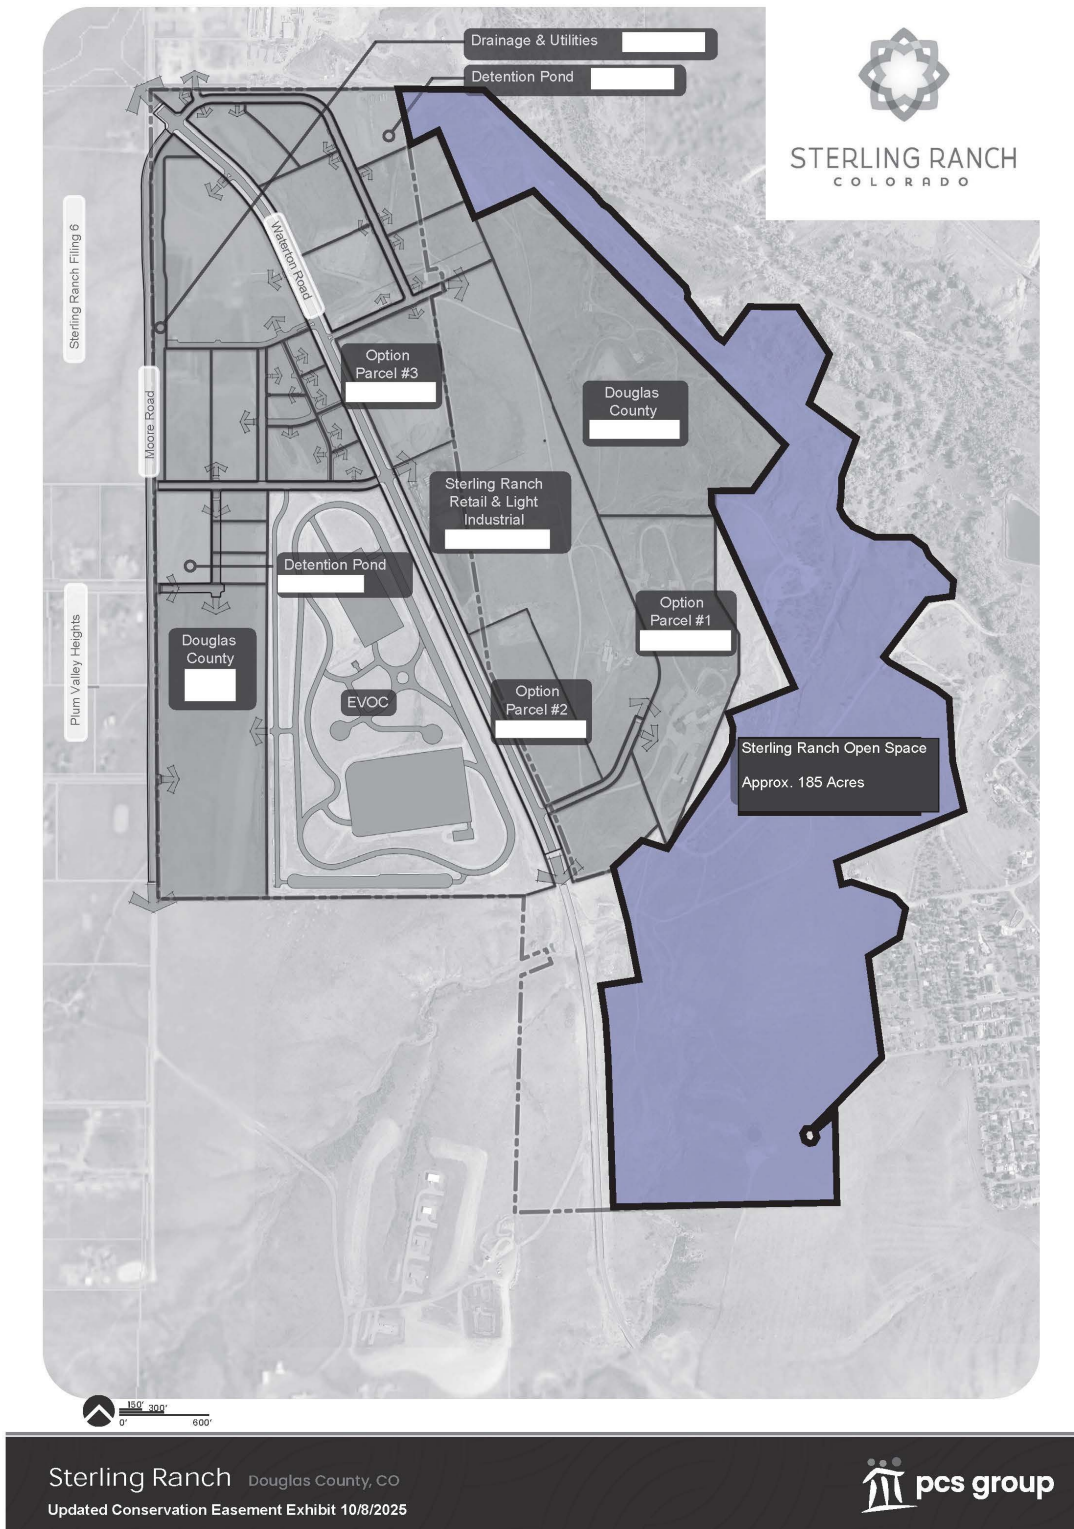 Drainage & Utilities
Detention Pond
STERLING RANCH
COLORADO
Sterling Ranch Filing 6
Waterton Road
Option
Parcel #3
Douglas
County
Moore Road
Sterling Ranch
Retail & Light
Industrial
Detention Pond
Option
Parcel #1
Plum Valley Heights
Douglas
County
EVOC
Option
Parcel #2
Sterling Ranch Open Space
Approx. 185 Acres
150' 300'
0' 600'
Sterling Ranch Douglas County, CO
Updated Conservation Easement Exhibit 10/8/2025
pcs group